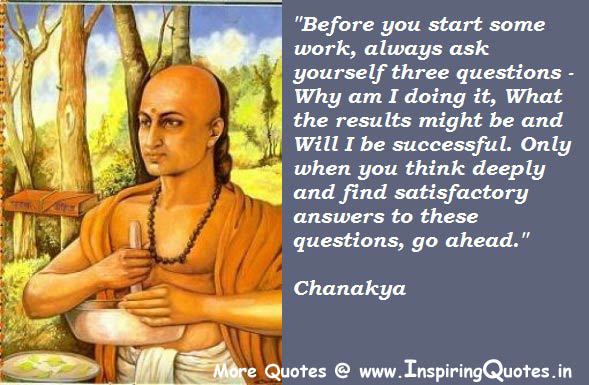 "Before you start some
work, always ask
yourself three questions -
Why am I doing it, What
the results might be and
Will I be successful. Only
when you think deeply
and find satisfactory
answers to these
questions, go ahead."
Chanakya
More Quotes @ www.InspiringQuotes.in